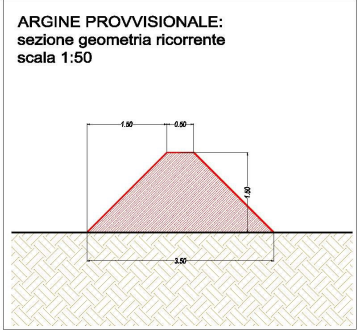 ARGINE PROVVISIONALE:
sezione geometria ricorrente
scala 1:50
1.50
0.50
1.50
3.50